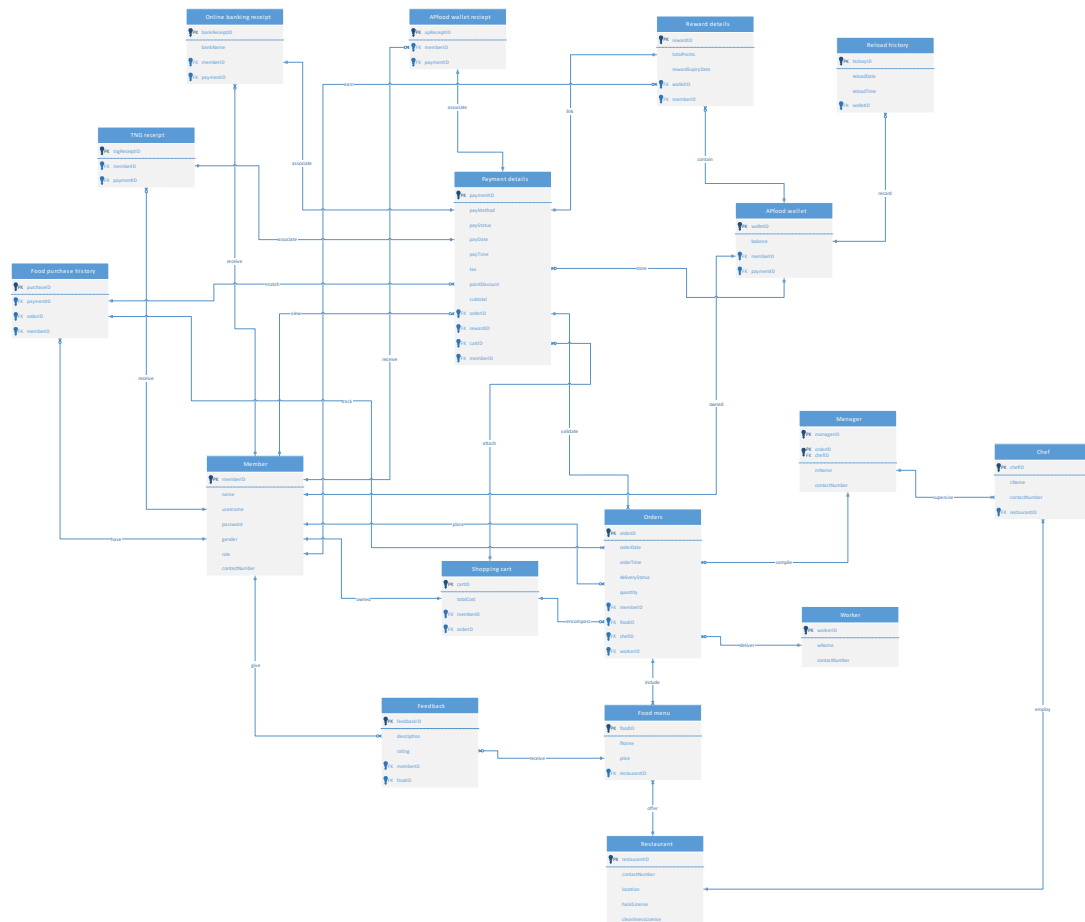 Online banking receipt
PK bankReceiptID
bankName
FK memberID
FK paymentID
APfood wallet reciept
PK apReceiptID
FK memberID
FK paymentID
Reward details
PK rewardID
totalPoints
rewardExpiryDate
FK walletID
FK memberID
Reload history
PK historyID
reloadDate
reloadTime
FK walletID
TNG receipt
PK tngReceiptID
FK memberID
FK paymentID
Payment details
PK paymentID
payMethod
payStatus
payDate
payTime
tax
pointDiscount
subtotal
FK orderID
FK rewardID
FK cartID
FK memberID
APfood wallet
PK walletID
balance
FK memberID
FK paymentID
Food purchase history
PK purchaseID
FK paymentID
FK orderID
FK memberID
Member
PK memberID
name
username
password
gender
role
contactNumber
Manager
PK managerID
PK orderID
FK chefID
mName
contactNumber
Chef
PK chefID
cName
contactNumber
FK restaurantID
Orders
PK orderID
orderDate
orderTime
deliveryStatus
quantity
FK memberID
FK foodID
FK chefID
FK workerID
Shopping cart
PK cartID
totalCost
FK memberID
FK orderID
Worker
PK workerID
wName
contactNumber
Feedback
PK feedbackID
description
rating
FK memberID
FK foodID
Food menu
PK foodID
fName
price
FK restaurantID
Restaurant
PK restaurantID
contactNumber
location
halalLicense
cleanlinessLicense
earn
associate
link
associate
contain
record
receive
associate
store
match
view
receive
receive
track
owned
validate
attach
supervise
place
have
compile
owned
encompass
deliver
give
include
receive
employ
offer